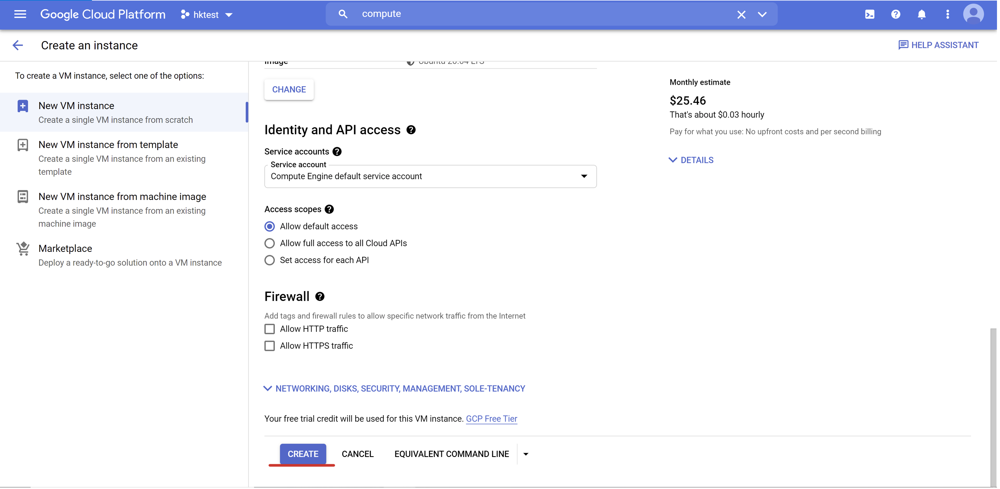 Google Cloud Platform
hktest
compute
Create an instance
HELP ASSISTANT
To create a VM instance, select one of the options:
New VM instance
Create a single VM instance from scratch
New VM instance from template
Create a single VM instance from an existing
template
New VM instance from machine image
Create a single VM instance from an existing
machine image
Marketplace
Deploy a ready-to-go solution onto a VM instance
Image
Ubuntu 20.04 LTS
CHANGE
Identity and API access
Service accounts
Service account
Compute Engine default service account
Access scopes
Allow default access
Allow full access to all Cloud APIs
Set access for each API
Firewall
Add tags and firewall rules to allow specific network traffic from the Internet
Allow HTTP traffic
Allow HTTPS traffic
NETWORKING, DISKS, SECURITY, MANAGEMENT, SOLE-TENANCY
Your free trial credit will be used for this VM instance. GCP Free Tier
CREATE
CANCEL
EQUIVALENT COMMAND LINE
Monthly estimate
$25.46
That's about $0.03 hourly
Pay for what you use: No upfront costs and per second billing
DETAILS